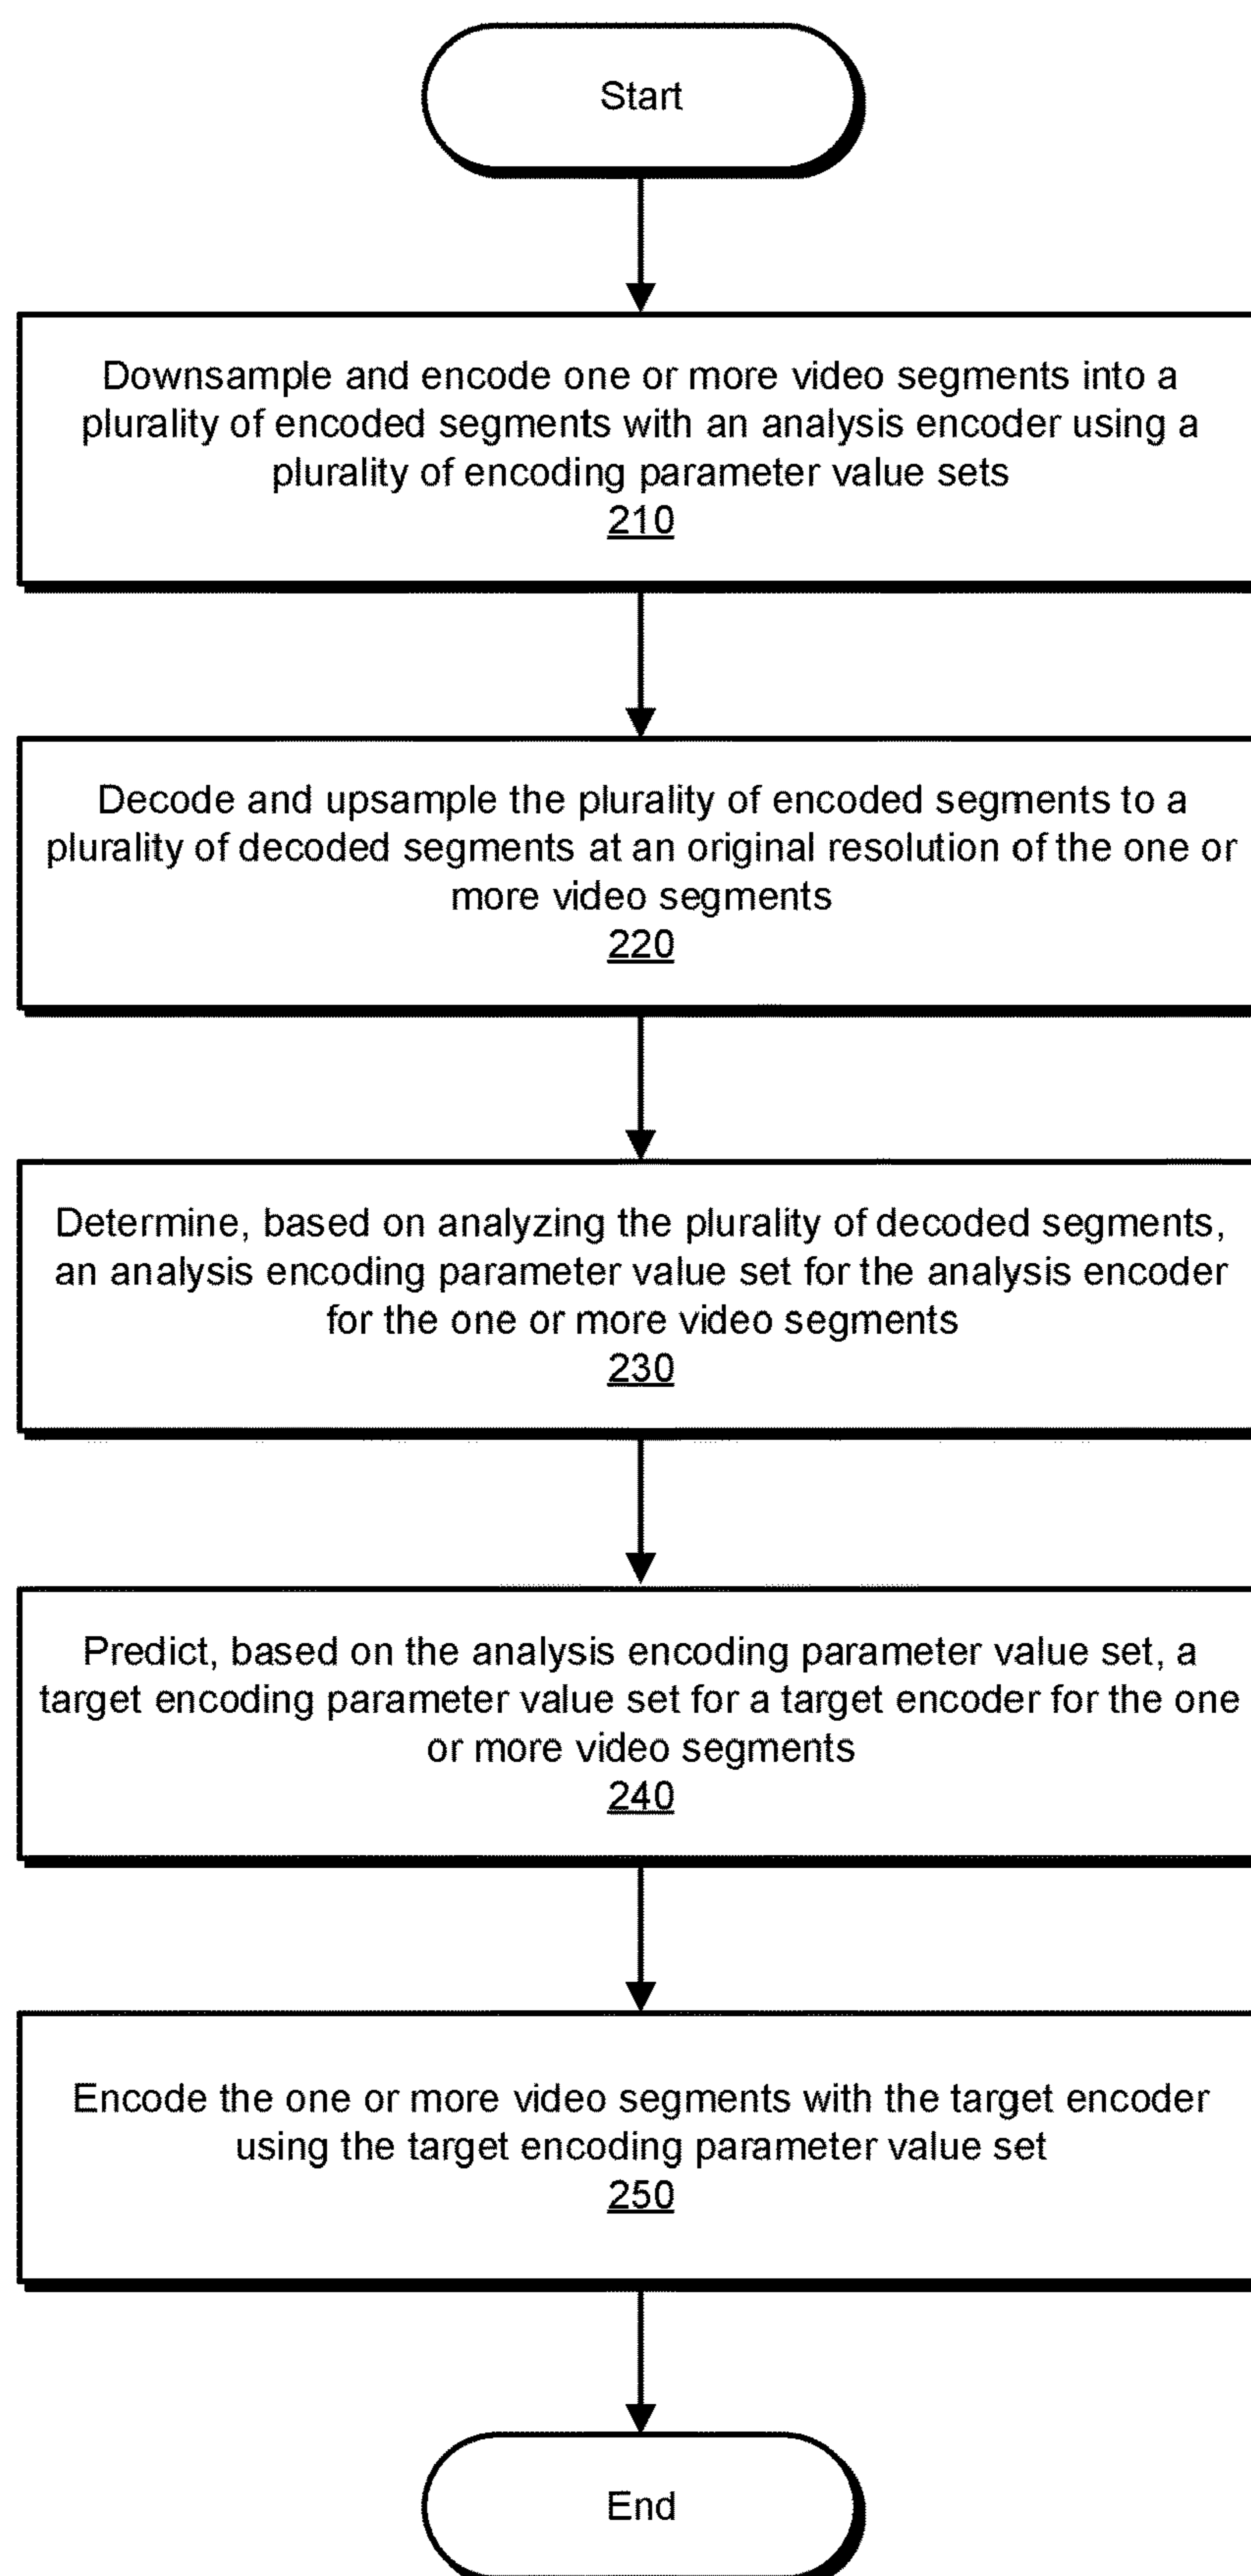 Start
Downsample and encode one or more video segments into a
plurality of encoded segments with an analysis encoder using a
plurality of encoding parameter value sets
210
Decode and upsample the plurality of encoded segments to a
plurality of decoded segments at an original resolution of the one or
more video segments
220
Determine, based on analyzing the plurality of decoded segments,
an analysis encoding parameter value set for the analysis encoder
for the one or more video segments
230
Predict, based on the analysis encoding parameter value set, a
target encoding parameter value set for a target encoder for the one
or more video segments
240
Encode the one or more video segments with the target encoder
using the target encoding parameter value set
250
End